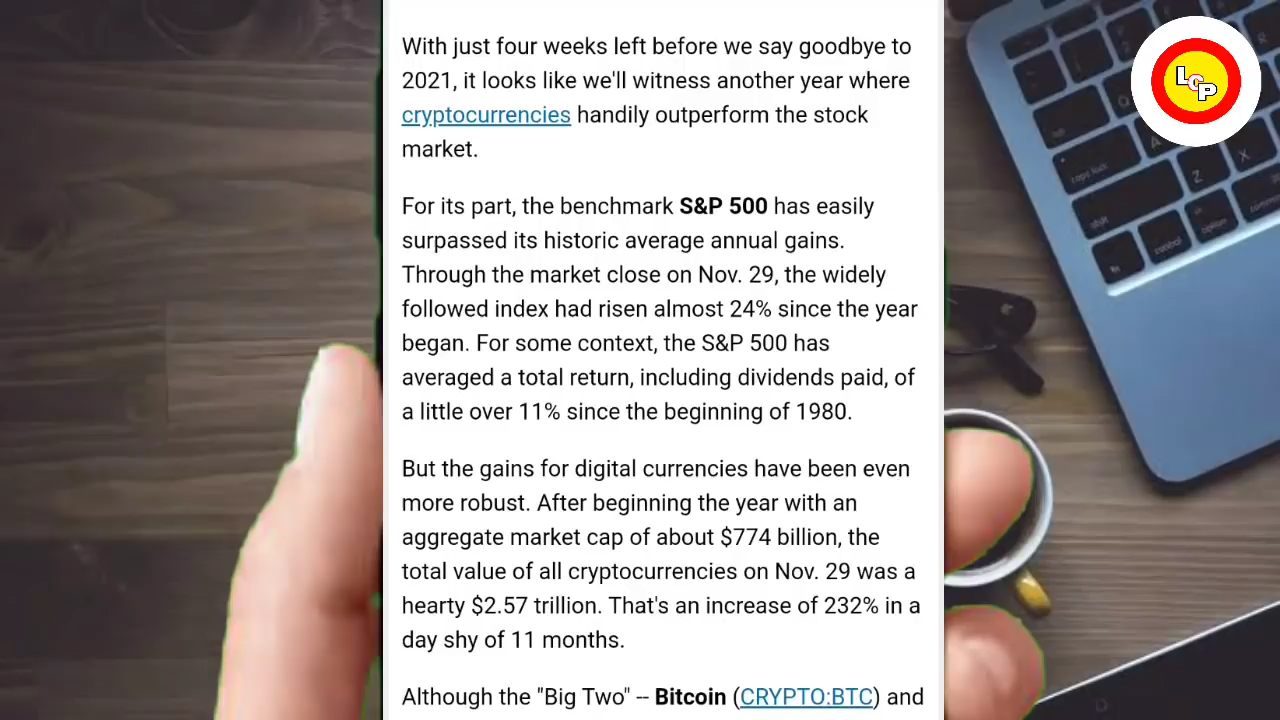 With just four weeks left before we say goodbye to
2021, it looks like we'll witness another year where
cryptocurrencies handily outperform the stock
market.
For its part, the benchmark S&P 500 has easily
surpassed its historic average annual gains.
Through the market close on Nov. 29, the widely
followed index had risen almost 24% since the year
began. For some context, the S&P 500 has
averaged a total return, including dividends paid, of
a little over 11% since the beginning of 1980.
But the gains for digital currencies have been even
more robust. After beginning the year with an
aggregate market cap of about $774 billion, the
total value of all cryptocurrencies on Nov. 29 was a
hearty $2.57 trillion. That's an increase of 232% in a
day shy of 11 months.
Although the "Big Two" -- Bitcoin (CRYPTO:BTC) and
LCP
caps lock
shift
fn
control
option
Z
X
A